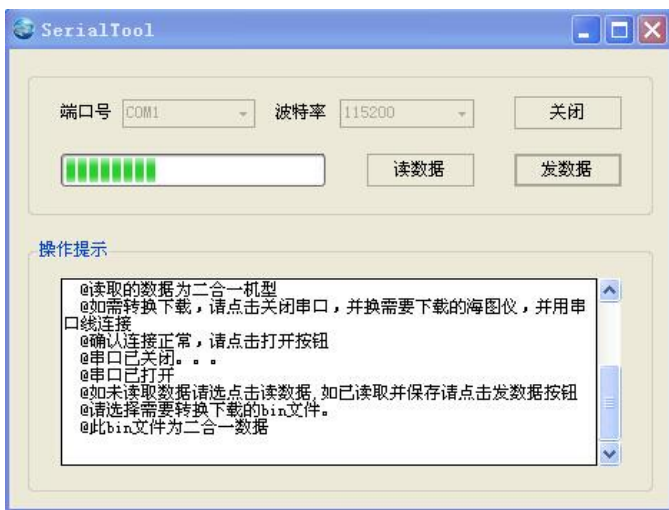 SerialTool
端口号 COM1 波特率 115200 关闭
读数据 发数据
操作提示
@读取的数据为二合一机型
@如需转换下载，请点击关闭串口，并换需要下载的海图仪，并用串
口线连接
@确认连接正常，请点击打开按钮
@串口已关闭。。。
@串口已打开
@如未读取数据请选点击读数据,如已读取并保存请点击发数据按钮
@请选择需要转换下载的bin文件。
@此bin文件为二合一数据